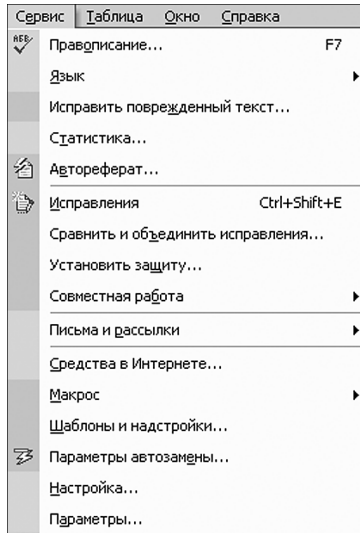 Сервис Таблица Окно Справка
АБВ Правописание... F7
Язык
Исправить поврежденный текст...
Статистика...
Автореферат...
Исправления Ctrl+Shift+E
Сравнить и объединить исправления...
Установить защиту...
Совместная работа
Письма и рассылки
Средства в Интернете...
Макрос
Шаблоны и надстройки...
Параметры автозамены...
Настройка...
Параметры...